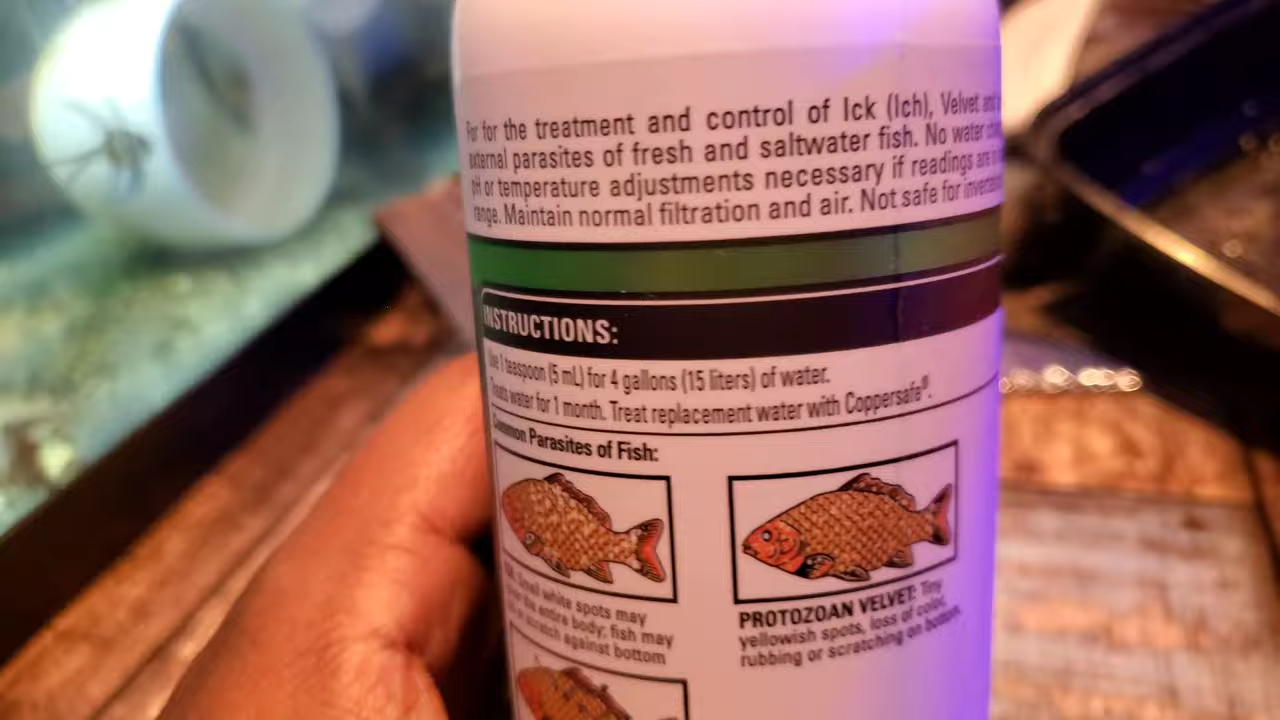 For for the treatment and control of Ick (Ich), Velvet and
external parasites of fresh and saltwater fish. No water
pH or temperature adjustments necessary if readings are
range. Maintain normal filtration and air. Not safe for
INSTRUCTIONS:
Use 1 teaspoon (5 mL) for 4 gallons (15 liters) of water.
Treats water for 1 month. Treat replacement water with Coppersafe®.
Common Parasites of Fish:
Small white spots may
the entire body; fish may
scratch against bottom
PROTOZOAN VELVET: Tiny
yellowish spots, loss of color,
rubbing or scratching on bottom.